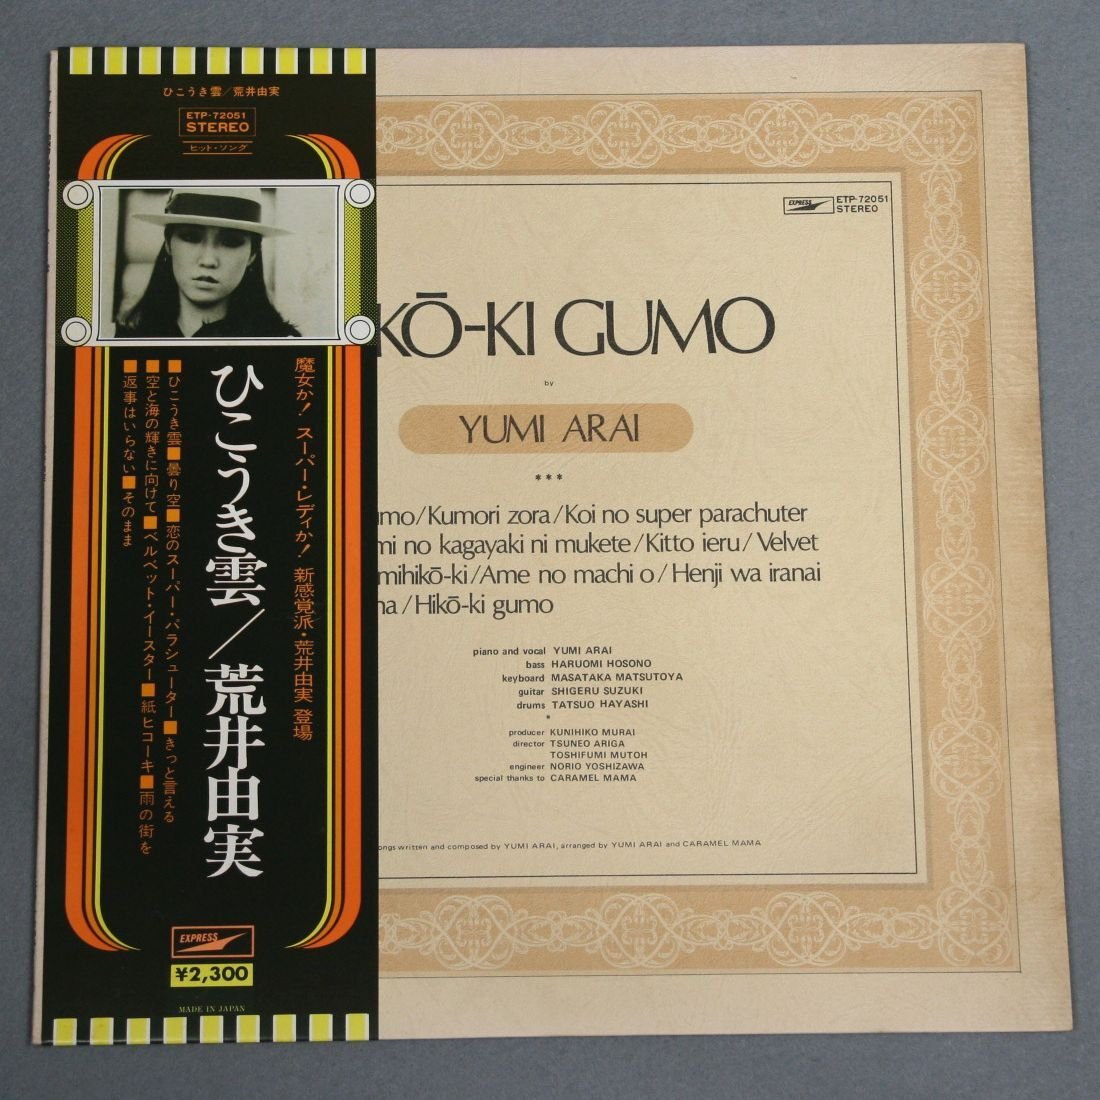 ひこうき雲/荒井由実
ETP-72051
STEREO
ヒット・ソング
魔女か! スーパー・レディか! 新感覚派・荒井由実 登場
ひこうき雲/荒井由実
■ひこうき雲■曇り空■恋のスーパー・パラシューター■きっと言える
■空と海の輝きに向けて■ベルベット・イースター■紙ヒコーキ■雨の街を
■返事はいらない■そのまま
EXPRESS
¥2,300
MADE IN JAPAN
EXPRESS
ETP-72051
STEREO
KŌ-KI GUMO
by
YUMI ARAI
***
umo/Kumori zora/Koi no super parachuter
mi no kagayaki ni mukete/Kitto ieru/Velvet
mihikō-ki/Ame no machi o/Henji wa iranai
na/Hikō-ki gumo
piano and vocal YUMI ARAI
bass HARUOMI HOSONO
keyboard MASATAKA MATSUTOYA
guitar SHIGERU SUZUKI
drums TATSUO HAYASHI
*
producer KUNIHIKO MURAI
director TSUNEO ARIGA
TOSHIFUMI MUTOH
engineer NORIO YOSHIZAWA
special thanks to CARAMEL MAMA
ongs written and composed by YUMI ARAI, arranged by YUMI ARAI and CARAMEL MAMA